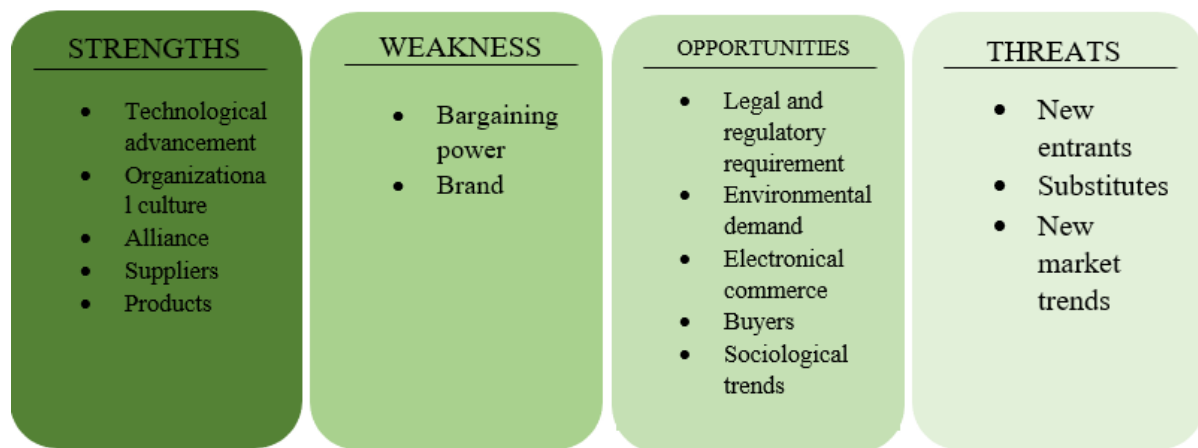 STRENGTHS
• Technological
advancement
• Organizationa
l culture
• Alliance
• Suppliers
• Products
WEAKNESS
• Bargaining
power
• Brand
OPPORTUNITIES
• Legal and
regulatory
requirement
• Environmental
demand
• Electronical
commerce
• Buyers
• Sociological
trends
THREATS
• New
entrants
• Substitutes
• New
market
trends